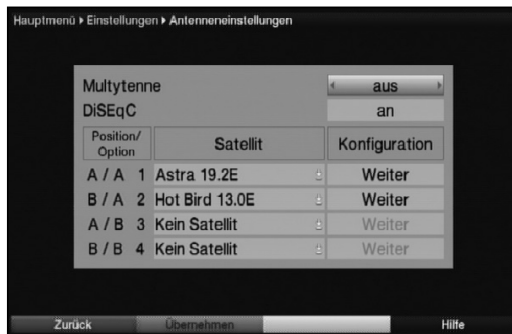 Hauptmenü ▸ Einstellungen ▸ Antenneneinstellungen
Multytenne aus
DiSEqC an
Position/ Option Satellit Konfiguration
A / A 1 Astra 19.2E Weiter
B / A 2 Hot Bird 13.0E Weiter
A / B 3 Kein Satellit Weiter
B / B 4 Kein Satellit Weiter
Zurück Übernehmen Hilfe